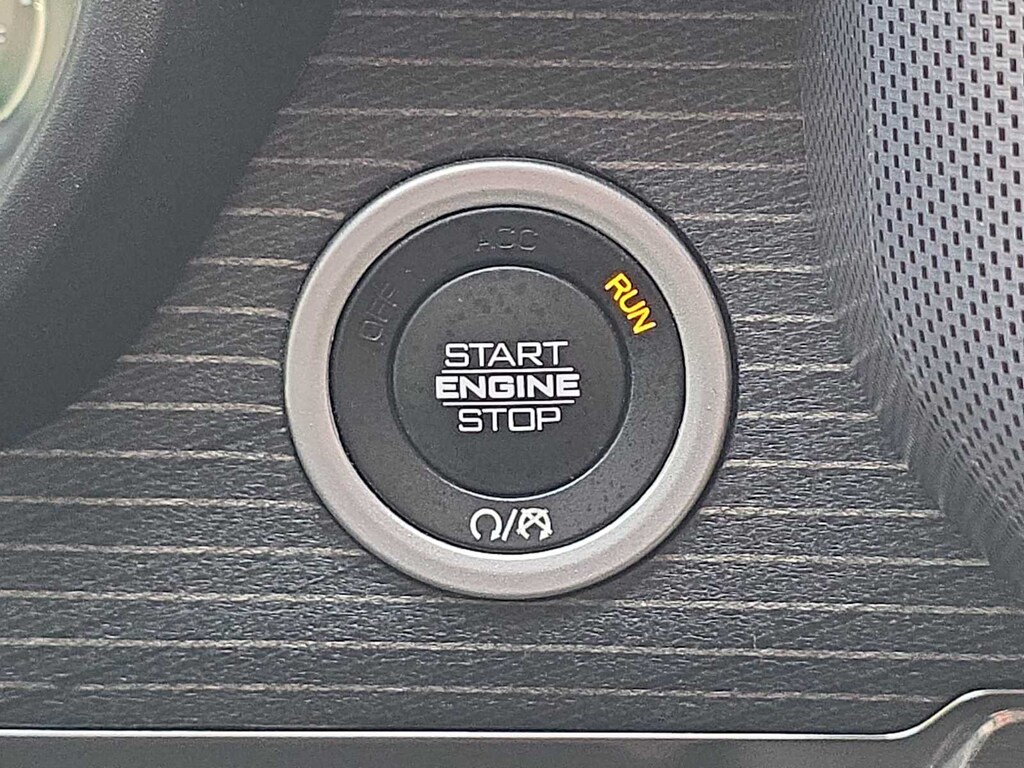 ACC
OFF
RUN
START
ENGINE
STOP